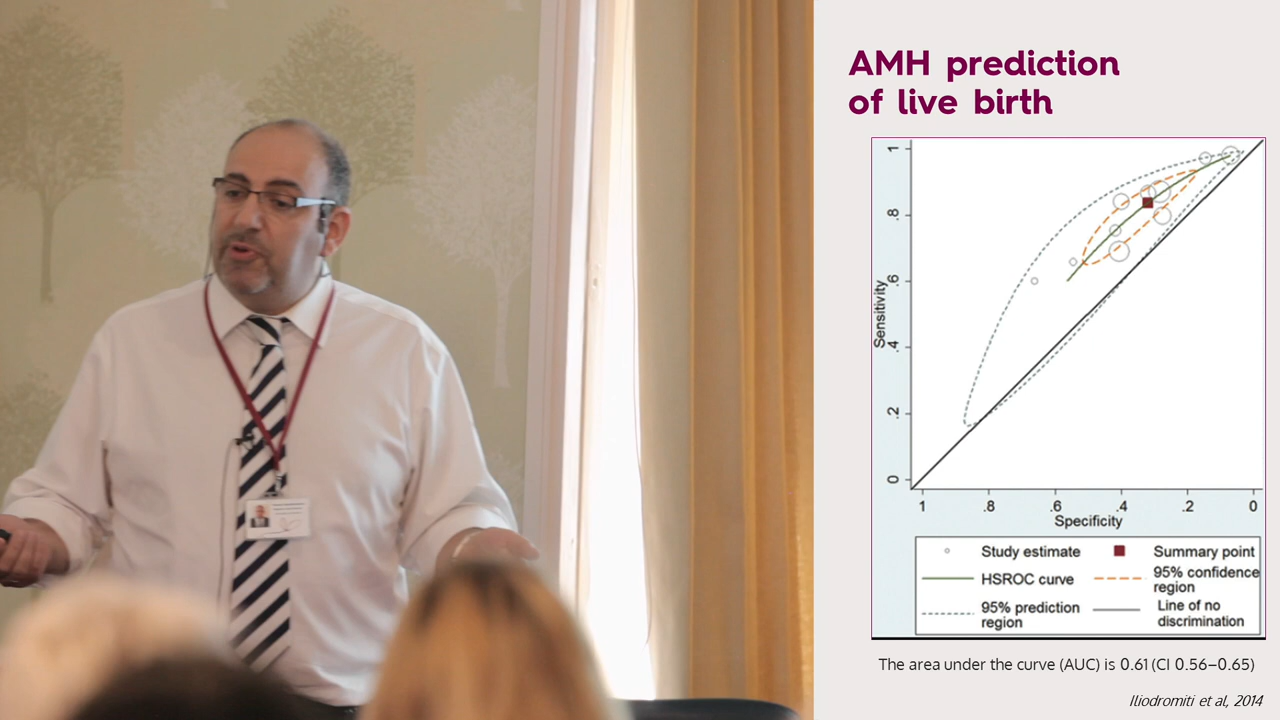 AMH prediction
of live birth
Sensitivity
1
.8
.6
.4
.2
0
1 .8 .6 .4 .2 0
Specificity
Study estimate
Summary point
HSROC curve
95% confidence
region
95% prediction
region
Line of no
discrimination
The area under the curve (AUC) is 0.61 (CI 0.56–0.65)
Iliodromiti et al, 2014